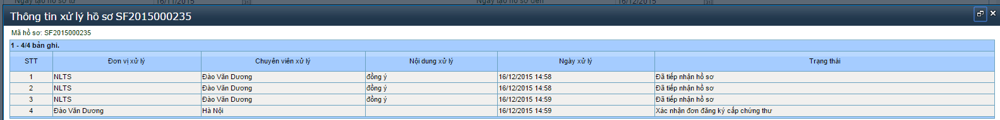 Ngày tạo hồ sơ từ 16/11/2015 Ngày tạo hồ sơ đến 16/12/2015
Thông tin xử lý hồ sơ SF2015000235
Mã hồ sơ: SF2015000235
1 - 4/4 bản ghi.
STT Đơn vị xử lý Chuyên viên xử lý Nội dung xử lý Ngày xử lý Trạng thái
1 NLTS Đào Văn Dương đồng ý 16/12/2015 14:58 Đã tiếp nhận hồ sơ
2 NLTS Đào Văn Dương đồng ý 16/12/2015 14:58 Đã tiếp nhận hồ sơ
3 NLTS Đào Văn Dương đồng ý 16/12/2015 14:59 Đã tiếp nhận hồ sơ
4 Đào Văn Dương Hà Nội 16/12/2015 14:59 Xác nhận đơn đăng ký cấp chứng thư